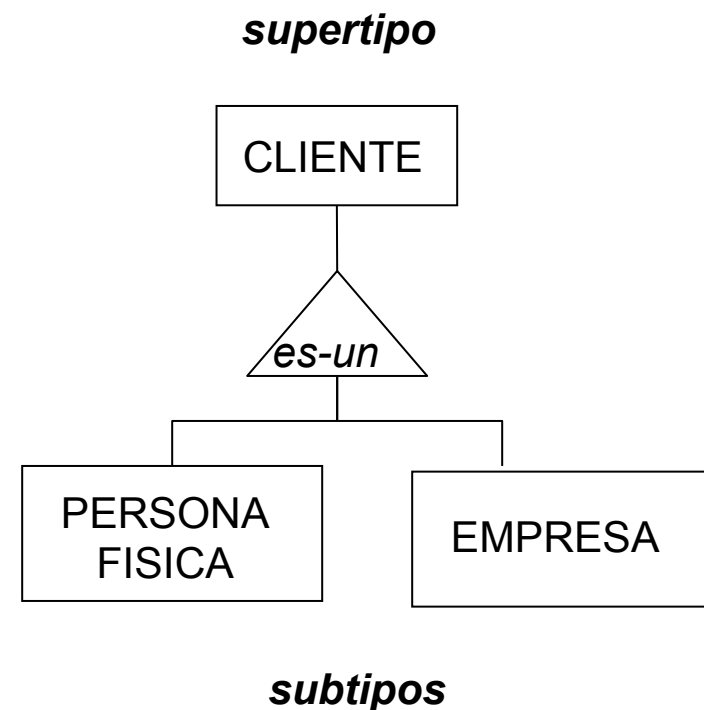 supertipo
CLIENTE
es-un
PERSONA
FISICA
EMPRESA
subtipos